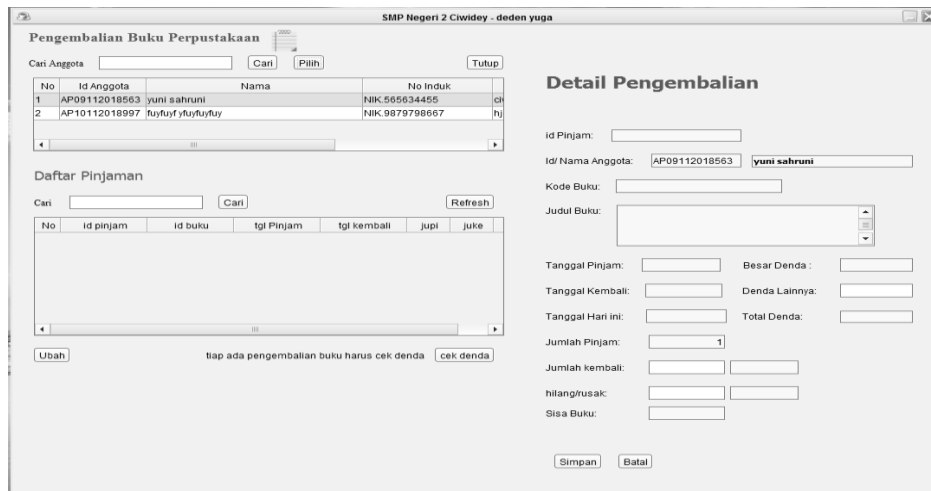 SMP Negeri 2 Ciwidey - deden yuga
Pengembalian Buku Perpustakaan
Cari Anggota Cari Pilih Tutup
No Id Anggota Nama No Induk
1 AP09112018563 yuni sahruni NIK.565634455
2 AP10112018997 fuyfuyf yfuyfuyfuy NIK.9879798667 hj
Daftar Pinjaman
Cari Cari Refresh
No id pinjam id buku tgl Pinjam tgl kembali jupi juke
Ubah tiap ada pengembalian buku harus cek denda cek denda
Detail Pengembalian
id Pinjam:
Id/ Nama Anggota: AP09112018563 yuni sahruni
Kode Buku:
Judul Buku:
Tanggal Pinjam: Besar Denda :
Tanggal Kembali: Denda Lainnya:
Tanggal Hari ini: Total Denda:
Jumlah Pinjam: 1
Jumlah kembali:
hilang/rusak:
Sisa Buku:
Simpan Batal